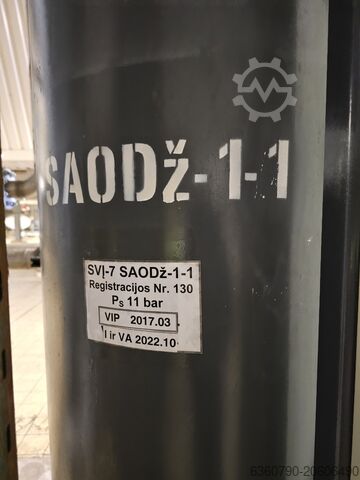 SAODž-1-1
SVĮ-7 SAODž-1-1
Registracijos Nr. 130
Ps 11 bar
VIP 2017.03
I ir VA 2022.10
6360790-20606490